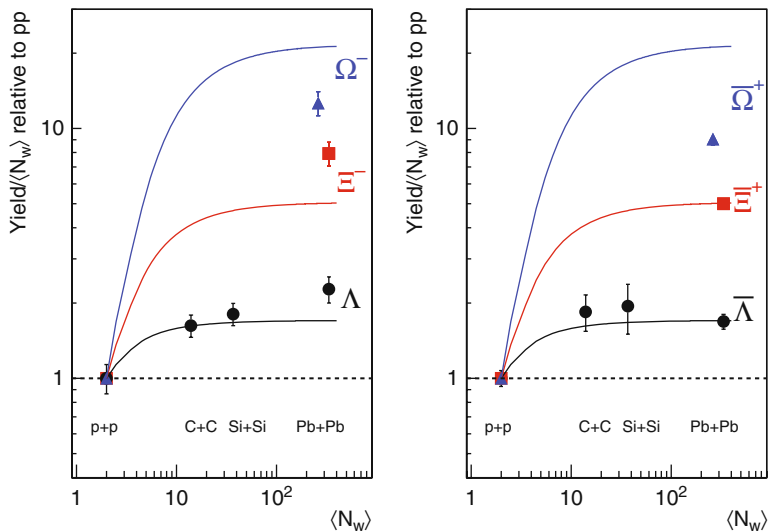 Yield/⟨N_w⟩ relative to pp
10
1
Ω⁻
Ξ⁻
Λ
p+p C+C Si+Si Pb+Pb
1 10 10²
⟨N_w⟩
Yield/⟨N_w⟩ relative to pp
10
1
Ω̅⁺
Ξ̅⁺
Λ̅
p+p C+C Si+Si Pb+Pb
1 10 10²
⟨N_w⟩